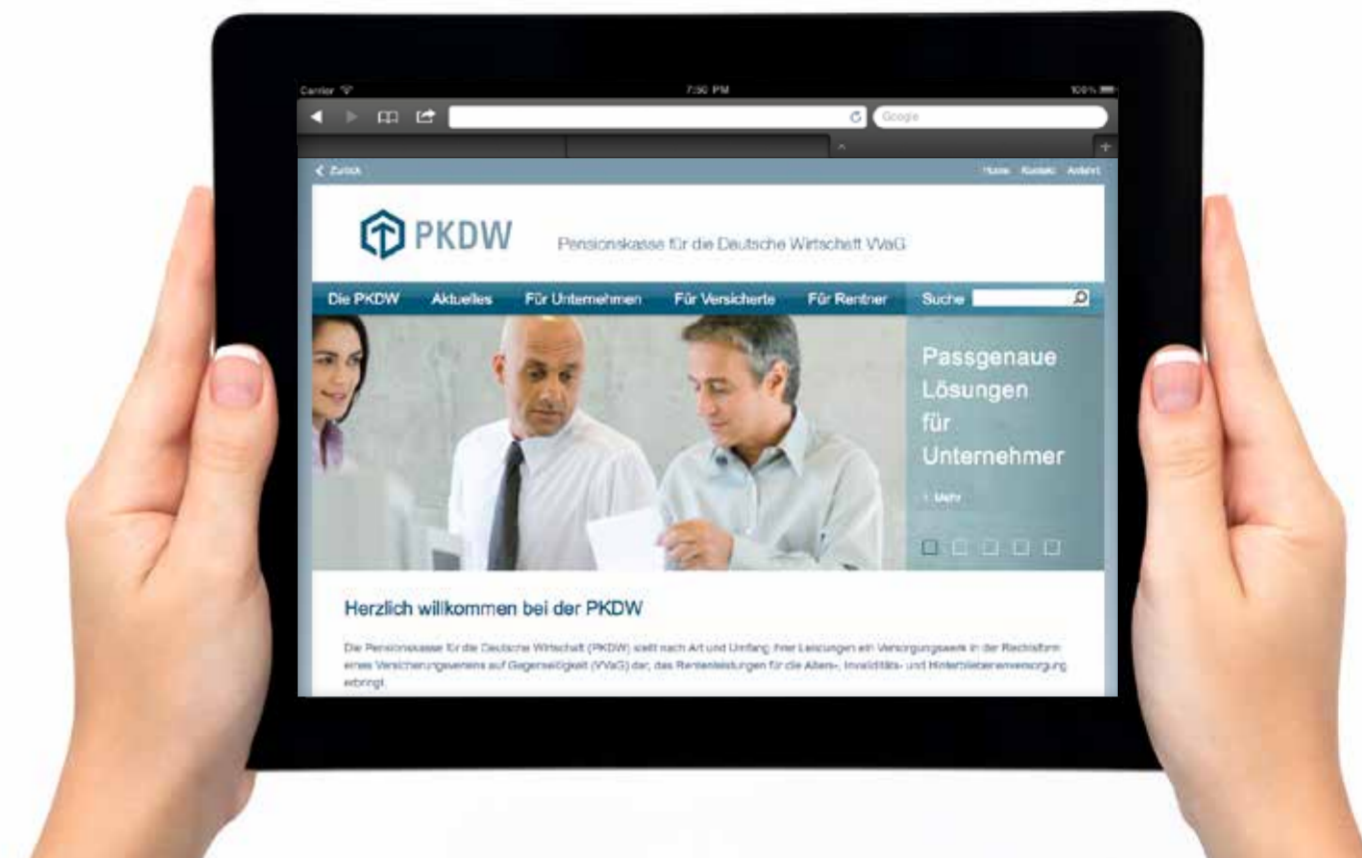 Carrier
7:50 PM
100%
Google
Zurück
Home Kontakt Anfahrt
PKDW
Pensionskasse für die Deutsche Wirtschaft VVaG
Die PKDW Aktuelles Für Unternehmen Für Versicherte Für Rentner Suche
Passgenaue
Lösungen
für
Unternehmer
› Mehr
Herzlich willkommen bei der PKDW
Die Pensionskasse für die Deutsche Wirtschaft (PKDW) stellt nach Art und Umfang ihrer Leistungen ein Versorgungswerk in der Rechtsform
eines Versicherungsvereins auf Gegenseitigkeit (VVaG) dar, das Rentenleistungen für die Alters-, Invaliditäts- und Hinterbliebenenversorgung
erbringt.